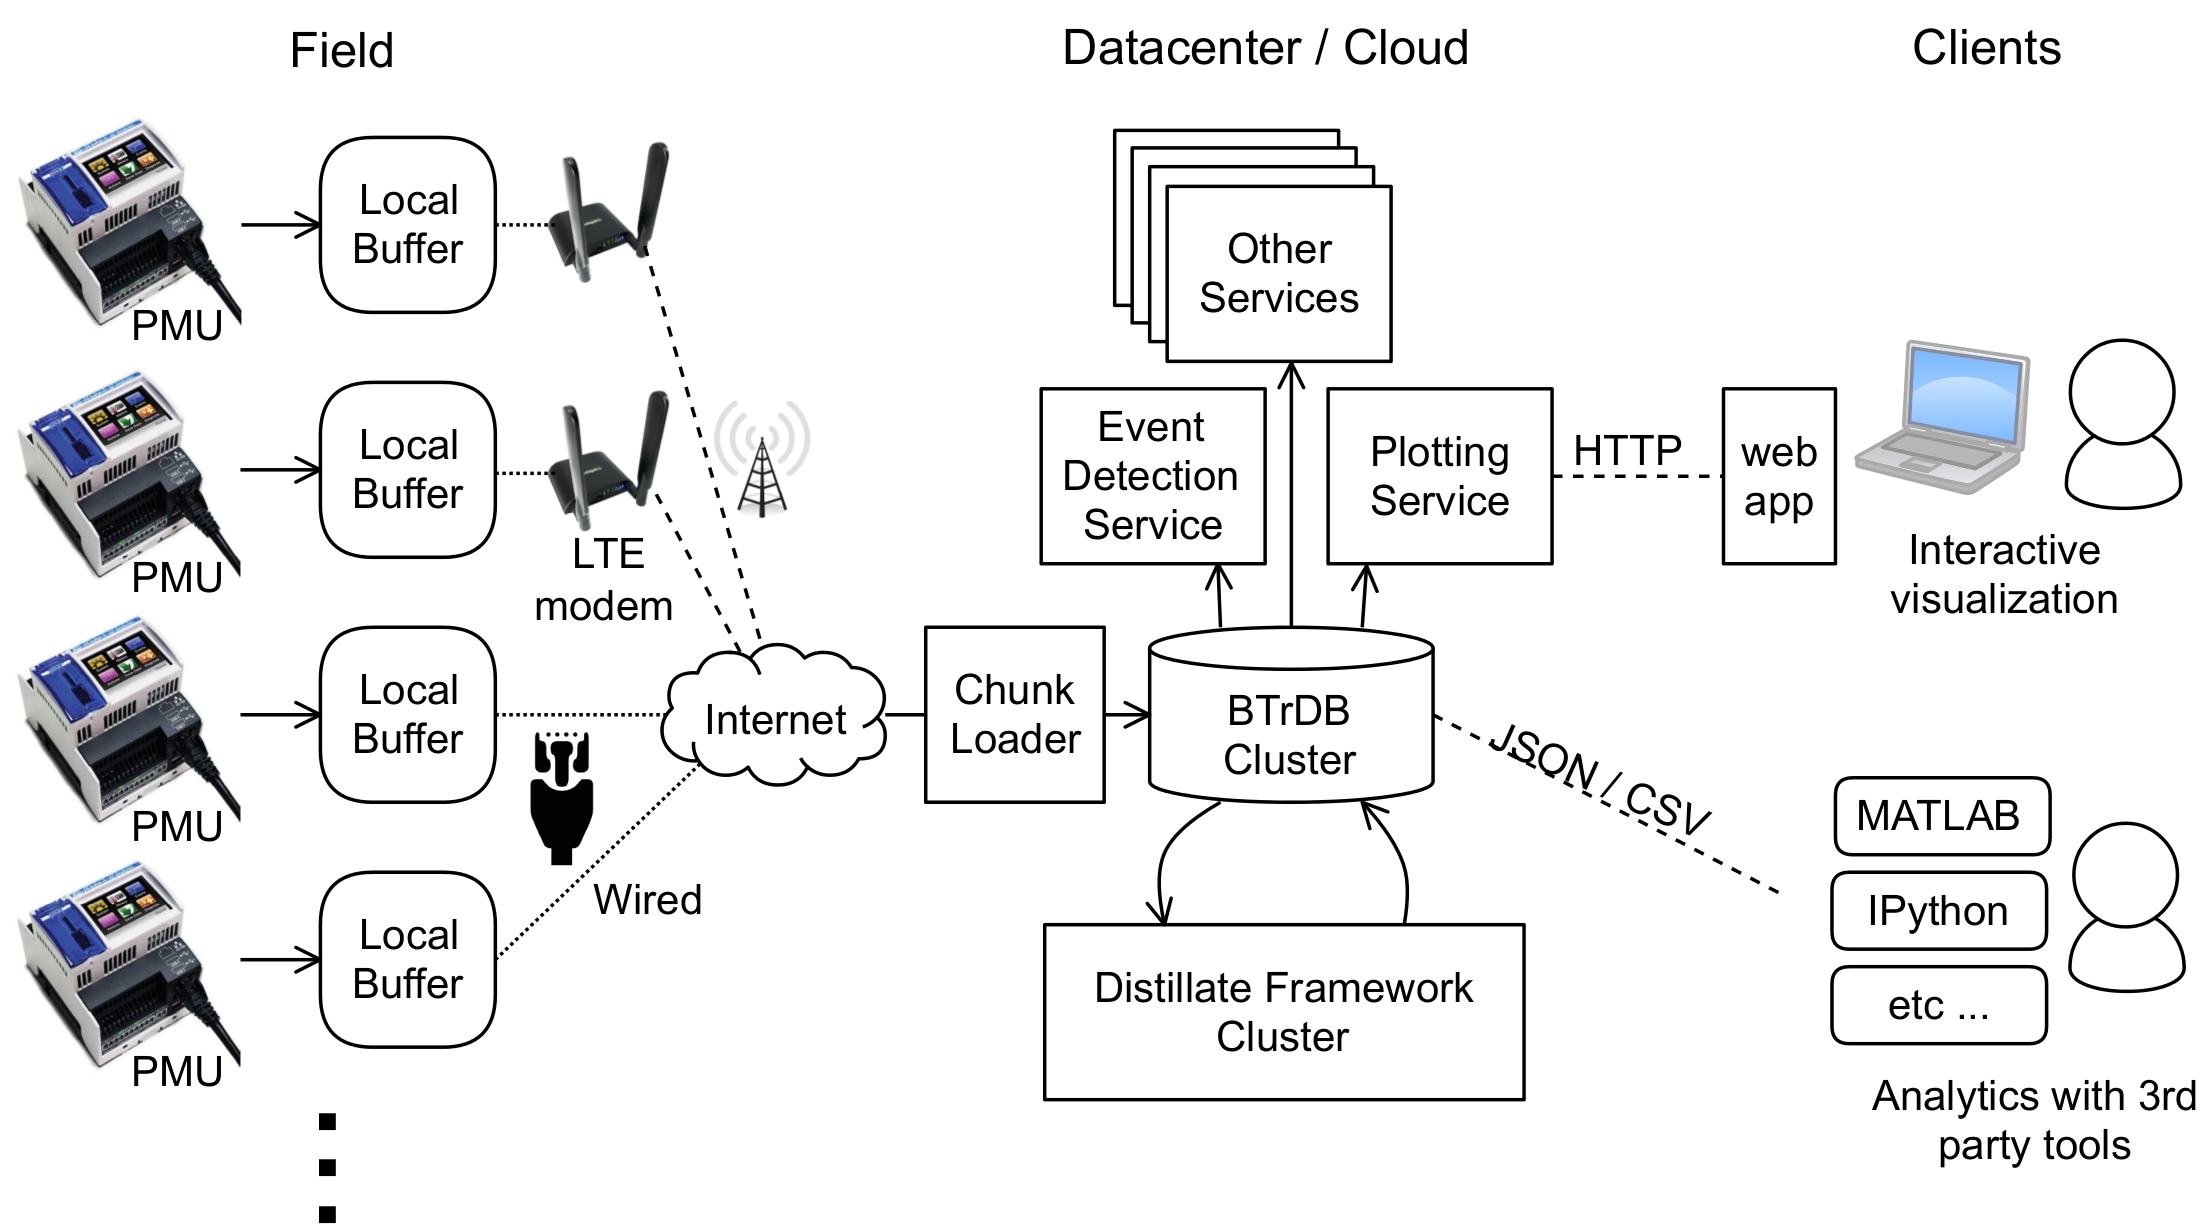 Field
Datacenter / Cloud
Clients
PMU
Local
Buffer
PMU
Local
Buffer
LTE
modem
PMU
Local
Buffer
PMU
Local
Buffer
Wired
Internet
Chunk
Loader
BTrDB
Cluster
Other
Services
Event
Detection
Service
Plotting
Service
HTTP
web
app
Interactive
visualization
Distillate Framework
Cluster
JSON / CSV
MATLAB
IPython
etc ...
Analytics with 3rd
party tools